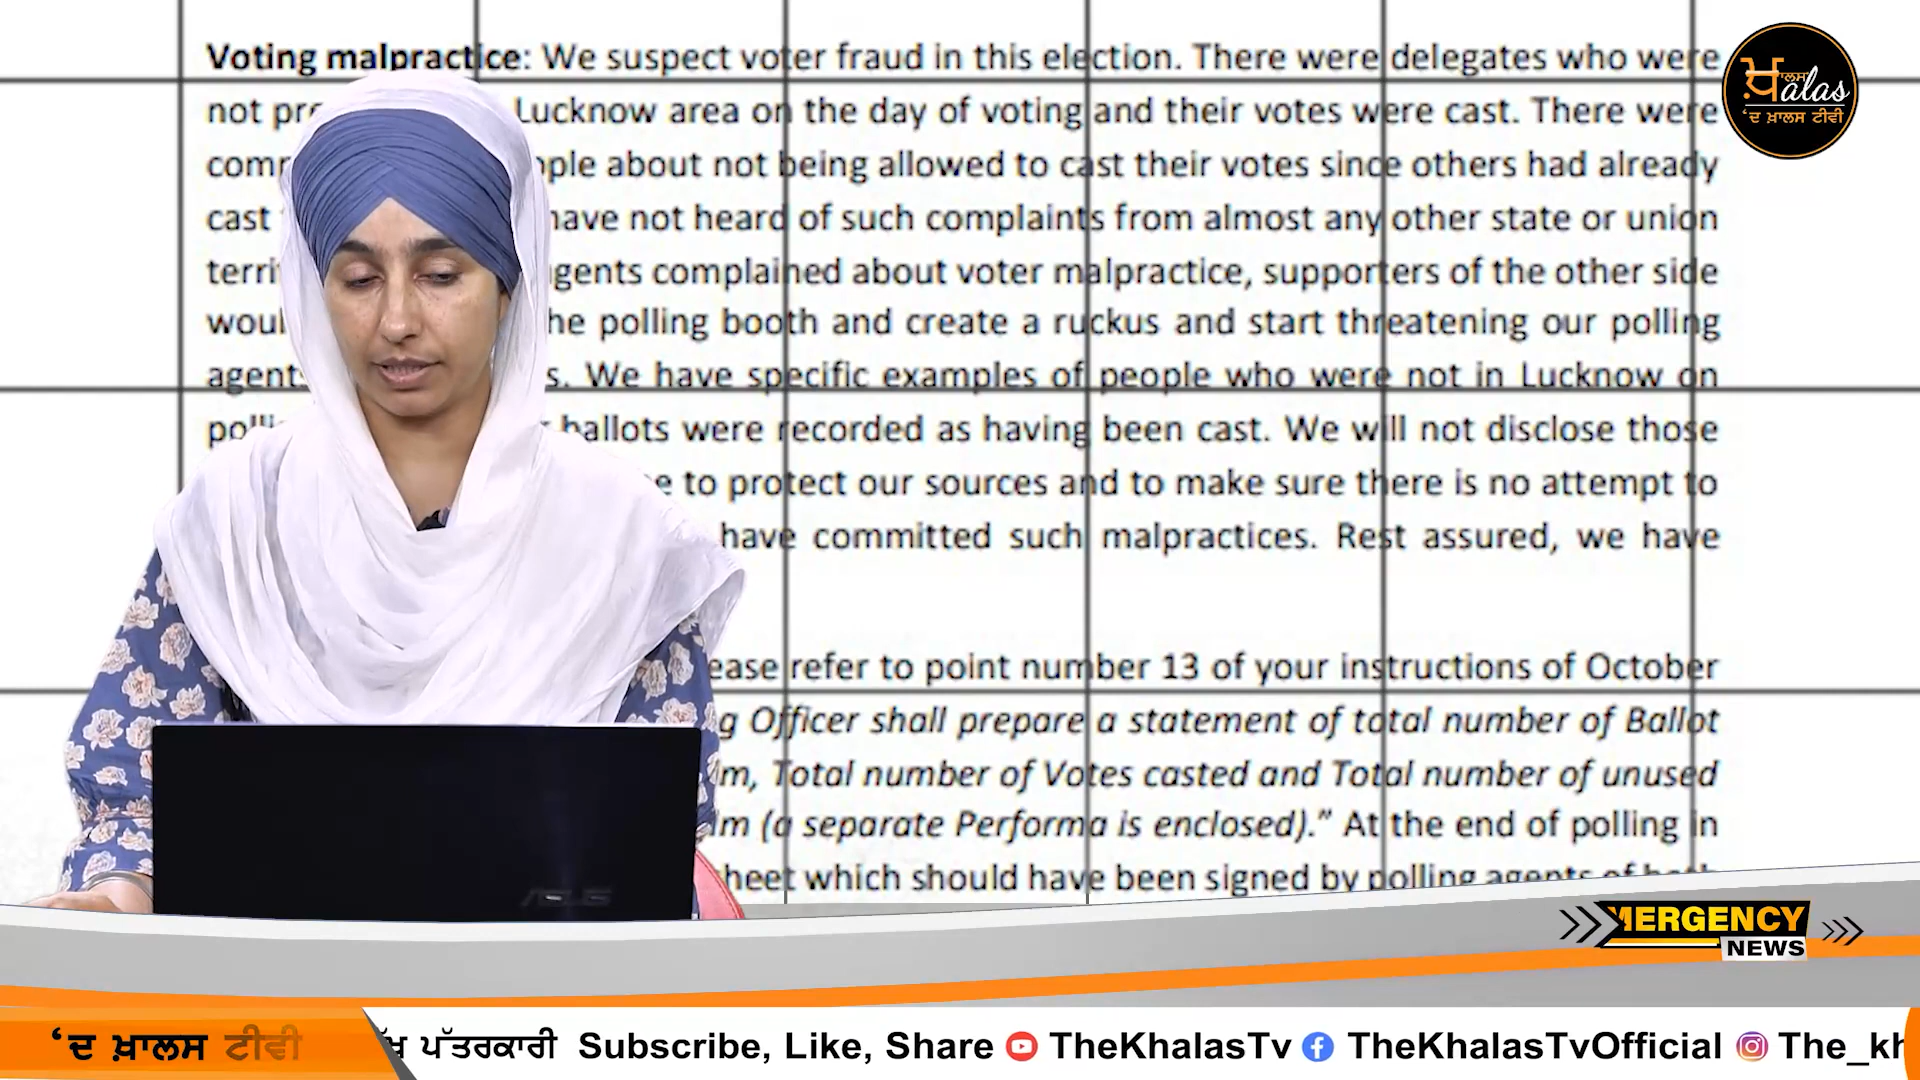 Voting malpractice: We suspect voter fraud in this election. There were delegates who were
not Lucknow area on the day of voting and their votes were cast. There were
about not being allowed to cast their votes since others had already
cast have not heard of such complaints from almost any other state or union
agents complained about voter malpractice, supporters of the other side
the polling booth and create a ruckus and start threatening our polling
We have specific examples of people who were not in Lucknow on
ballots were recorded as having been cast. We will not disclose those
to protect our sources and to make sure there is no attempt to
have committed such malpractices. Rest assured, we have
refer to point number 13 of your instructions of October
Officer shall prepare a statement of total number of Ballot
Total number of Votes casted and Total number of unused
(a separate Performa is enclosed)." At the end of polling in
which should have been signed by polling agents of both
ਖ਼ਾਲਸ
Khalas
'ਦ ਖ਼ਾਲਸ ਟੀਵੀ
ASUS
EMERGENCY
NEWS
'ਦ ਖ਼ਾਲਸ ਟੀਵੀ ਪੱਤਰਕਾਰੀ Subscribe, Like, Share TheKhalasTv TheKhalasTvOfficial